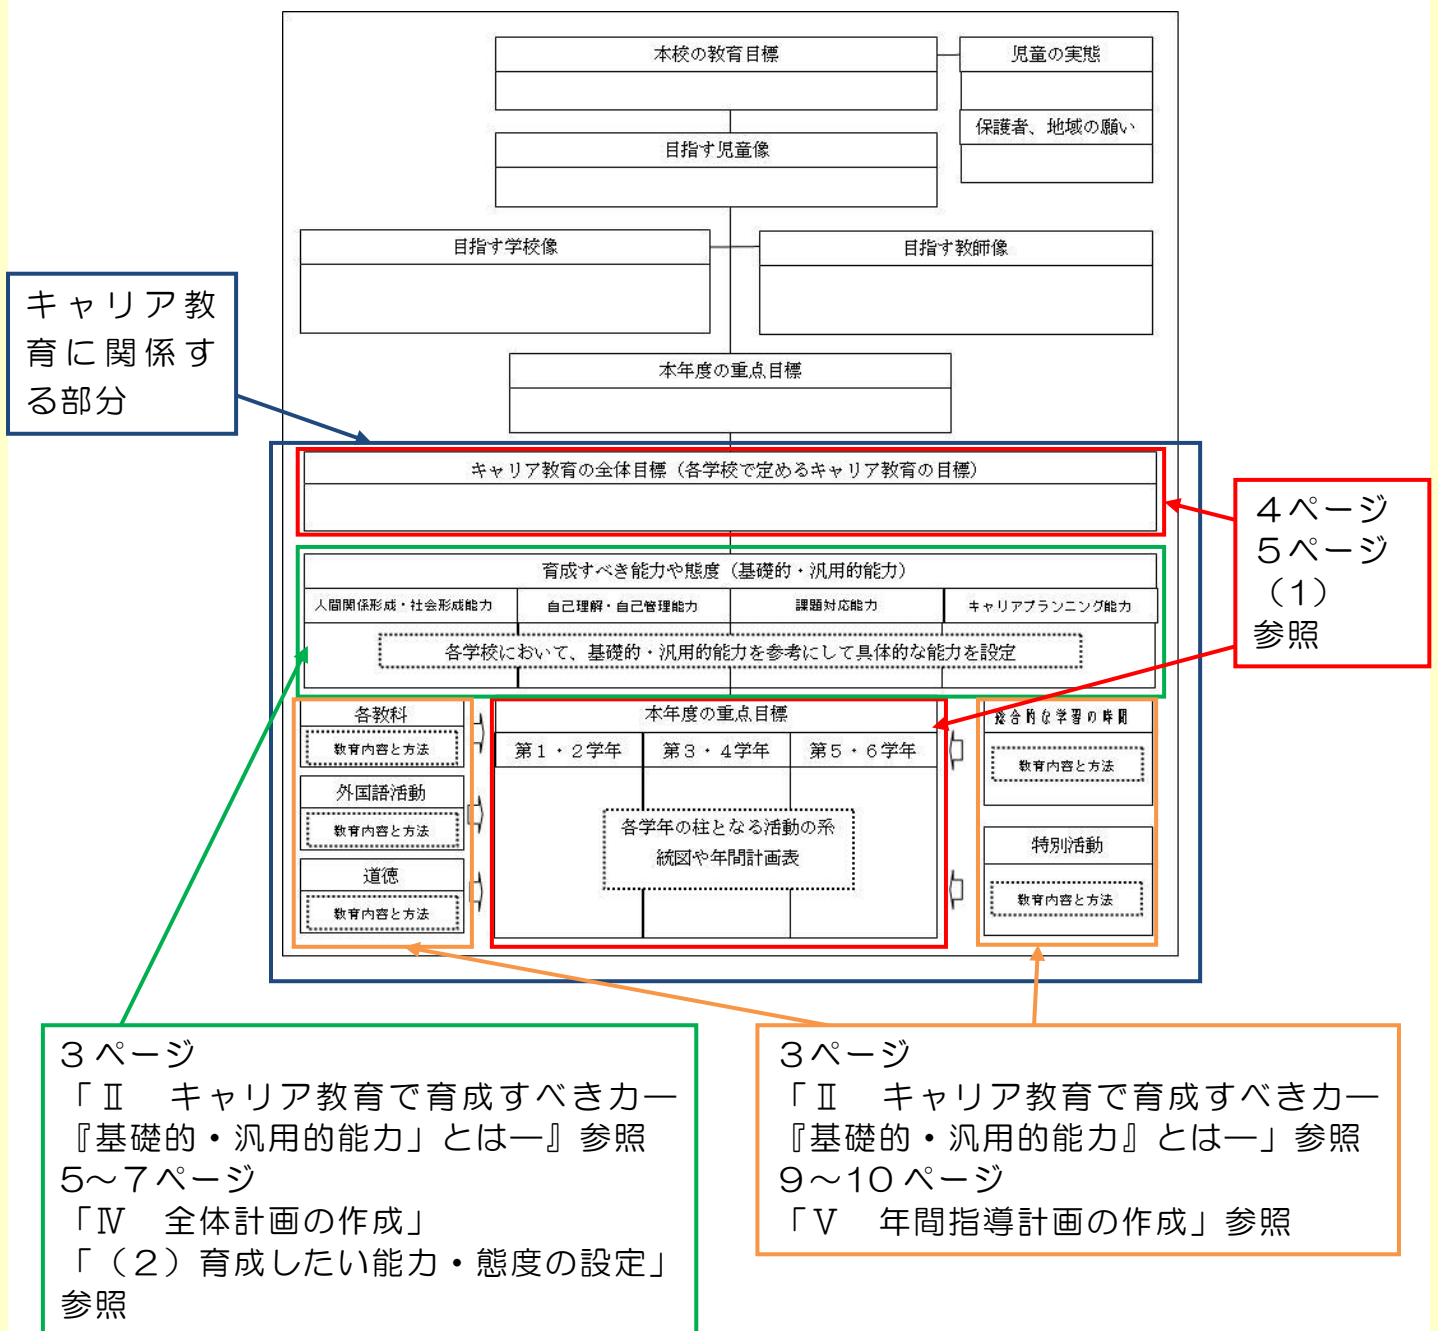 本校の教育目標
児童の実態
保護者、地域の願い
目指す児童像
目指す学校像
目指す教師像
本年度の重点目標
キャリア教
育に関係す
る部分
キャリア教育の全体目標（各学校で定めるキャリア教育の目標）
４ページ
５ページ
（1）
参照
育成すべき能力や態度（基礎的・汎用的能力）
人間関係形成・社会形成能力
自己理解・自己管理能力
課題対応能力
キャリアプランニング能力
各学校において、基礎的・汎用的能力を参考にして具体的な能力を設定
各教科
教育内容と方法
外国語活動
教育内容と方法
道徳
教育内容と方法
本年度の重点目標
第１・２学年
第３・４学年
第５・６学年
各学年の柱となる活動の系
統図や年間計画表
総合的な学習の時間
教育内容と方法
特別活動
教育内容と方法
３ページ
「Ⅱ　キャリア教育で育成すべき力―
『基礎的・汎用的能力」とは―』参照
5～７ページ
「Ⅳ　全体計画の作成」
「（２）育成したい能力・態度の設定」
参照
３ページ
「Ⅱ　キャリア教育で育成すべき力―
『基礎的・汎用的能力』とは―」参照
９～10ページ
「Ⅴ　年間指導計画の作成」参照